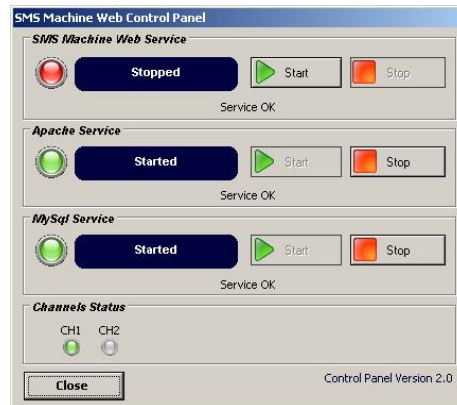 SMS Machine Web Control Panel
SMS Machine Web Service
Stopped Start Stop
Service OK
Apache Service
Started Start Stop
Service OK
MySql Service
Started Start Stop
Service OK
Channels Status
CH1 CH2
Close Control Panel Version 2.0